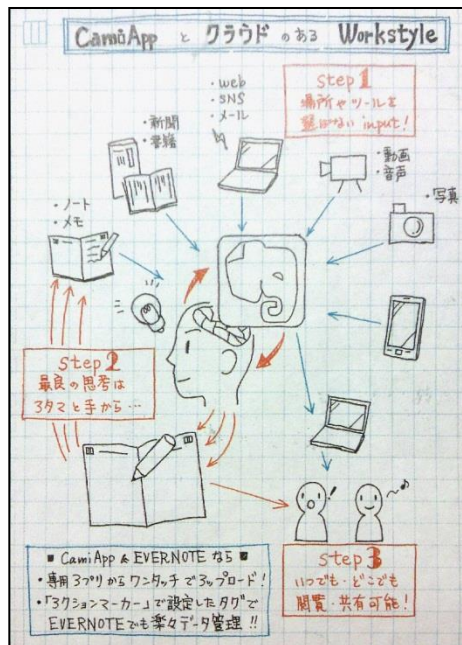 CamiApp と クラウド の ある Workstyle
・web
・SNS
・メール
Step 1
場所やツールを
選ばない input!
・新聞
・書籍
・動画
・音声
・写真
・ノート
・メモ
Step 2
最良の思考は
アタマと手から…
■ CamiApp & EVERNOTE なら ■
・専用アプリからワンタッチでアップロード!
・「アクションマーカー」で設定したタグで
EVERNOTEでも楽々データ管理!!
Step 3
いつでも・どこでも
閲覧・共有可能!